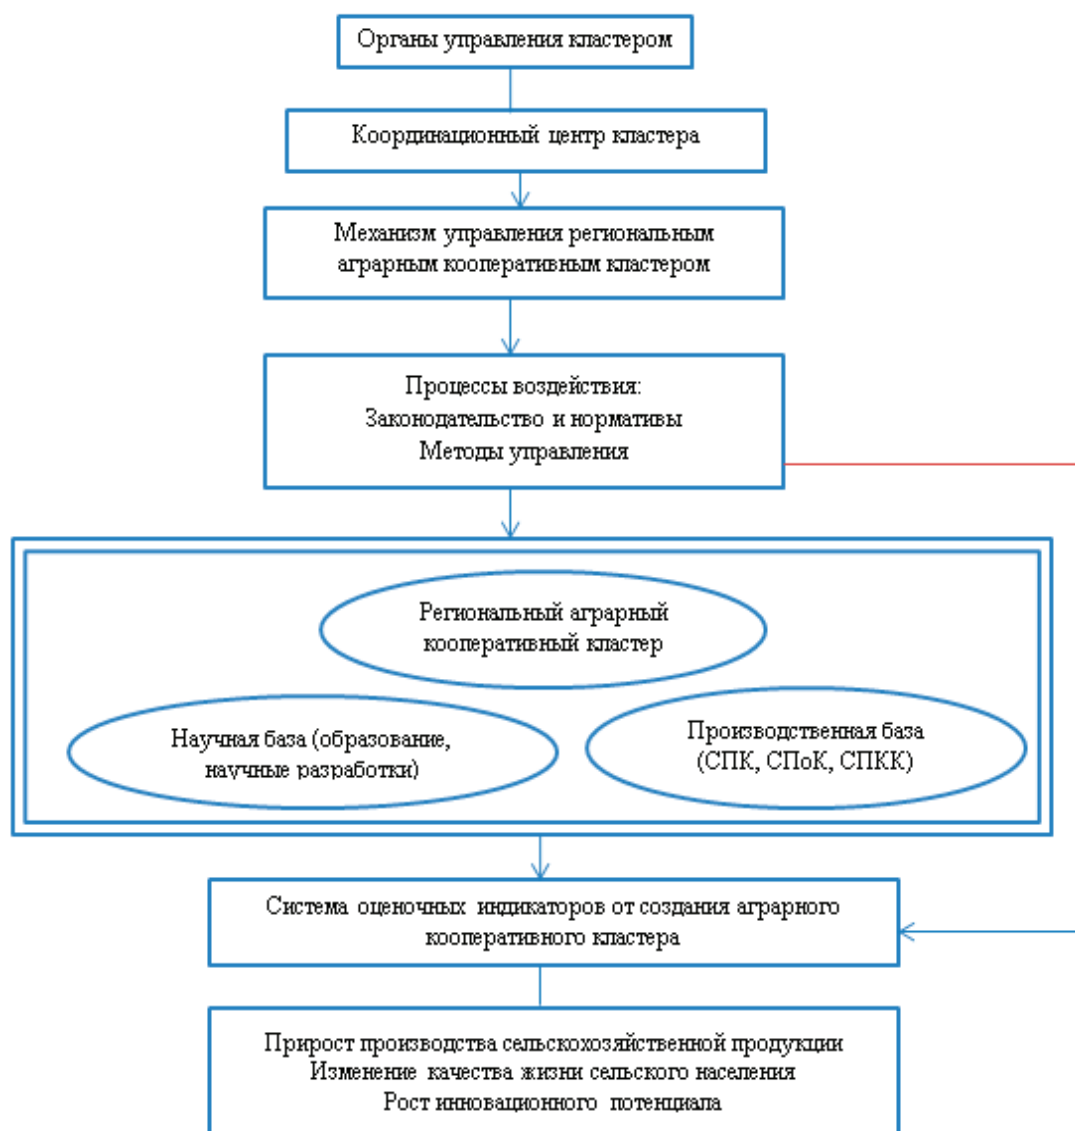 Органы управления кластером
Координационный центр кластера
Механизм управления региональным
аграрным кооперативным кластером
Процессы воздействия:
Законодательство и нормативы
Методы управления
Региональный аграрный
кооперативный кластер
Научная база (образование,
научные разработки)
Производственная база
(СПК, СПоК, СПКК)
Система оценочных индикаторов от создания аграрного
кооперативного кластера
Прирост производства сельскохозяйственной продукции
Изменение качества жизни сельского населения
Рост инновационного потенциала